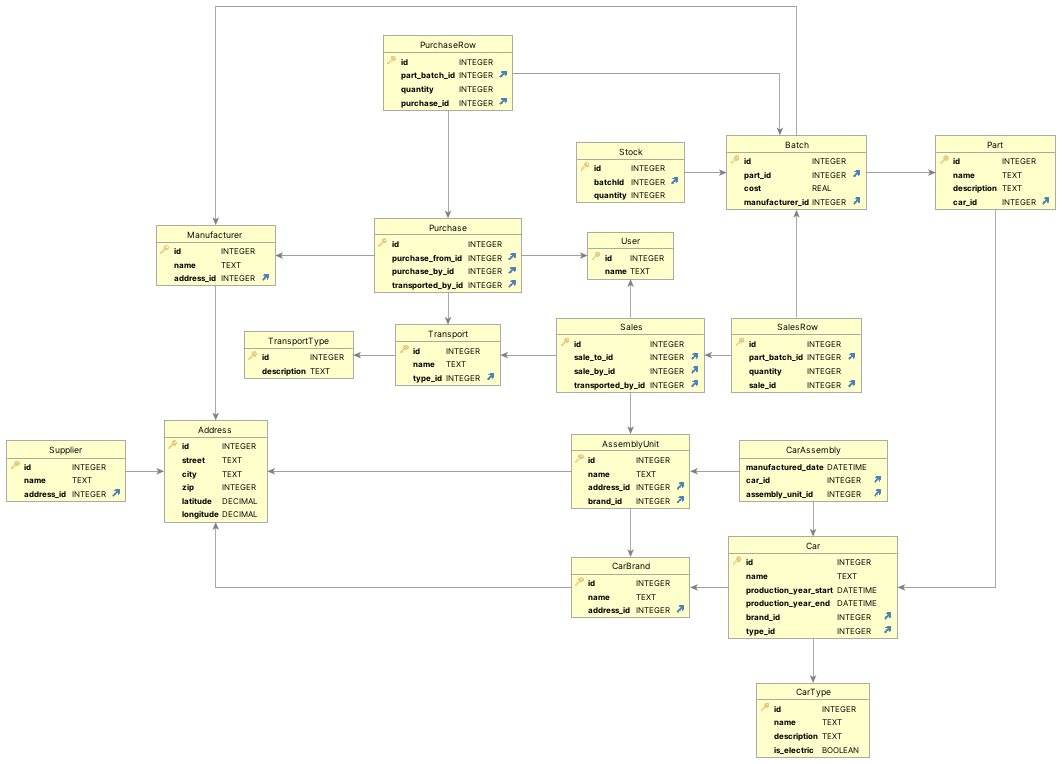 PurchaseRow
id INTEGER
part_batch_id INTEGER
quantity INTEGER
purchase_id INTEGER
Stock
id INTEGER
batchId INTEGER
quantity INTEGER
Batch
id INTEGER
part_id INTEGER
cost REAL
manufacturer_id INTEGER
Part
id INTEGER
name TEXT
description TEXT
car_id INTEGER
Manufacturer
id INTEGER
name TEXT
address_id INTEGER
Purchase
id INTEGER
purchase_from_id INTEGER
purchase_by_id INTEGER
transported_by_id INTEGER
User
id INTEGER
name TEXT
TransportType
id INTEGER
description TEXT
Transport
id INTEGER
name TEXT
type_id INTEGER
Sales
id INTEGER
sale_to_id INTEGER
sale_by_id INTEGER
transported_by_id INTEGER
SalesRow
id INTEGER
part_batch_id INTEGER
quantity INTEGER
sale_id INTEGER
Supplier
id INTEGER
name TEXT
address_id INTEGER
Address
id INTEGER
street TEXT
city TEXT
zip INTEGER
latitude DECIMAL
longitude DECIMAL
AssemblyUnit
id INTEGER
name TEXT
address_id INTEGER
brand_id INTEGER
CarAssembly
manufactured_date DATETIME
car_id INTEGER
assembly_unit_id INTEGER
CarBrand
id INTEGER
name TEXT
address_id INTEGER
Car
id INTEGER
name TEXT
production_year_start DATETIME
production_year_end DATETIME
brand_id INTEGER
type_id INTEGER
CarType
id INTEGER
name TEXT
description TEXT
is_electric BOOLEAN